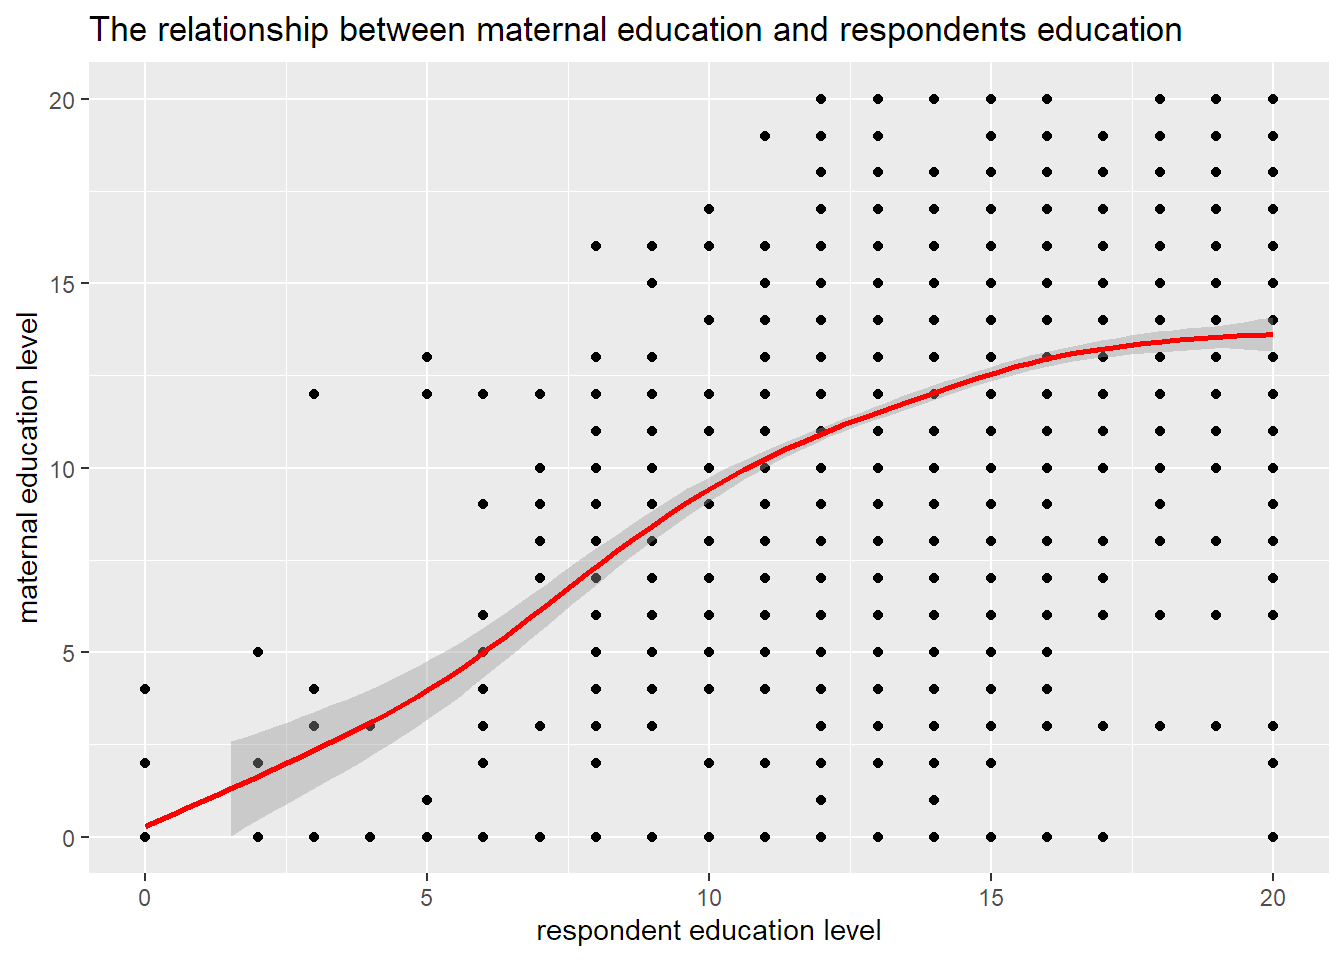 The relationship between maternal education and respondents education
20
15
10
5
0
maternal education level
0 5 10 15 20
respondent education level